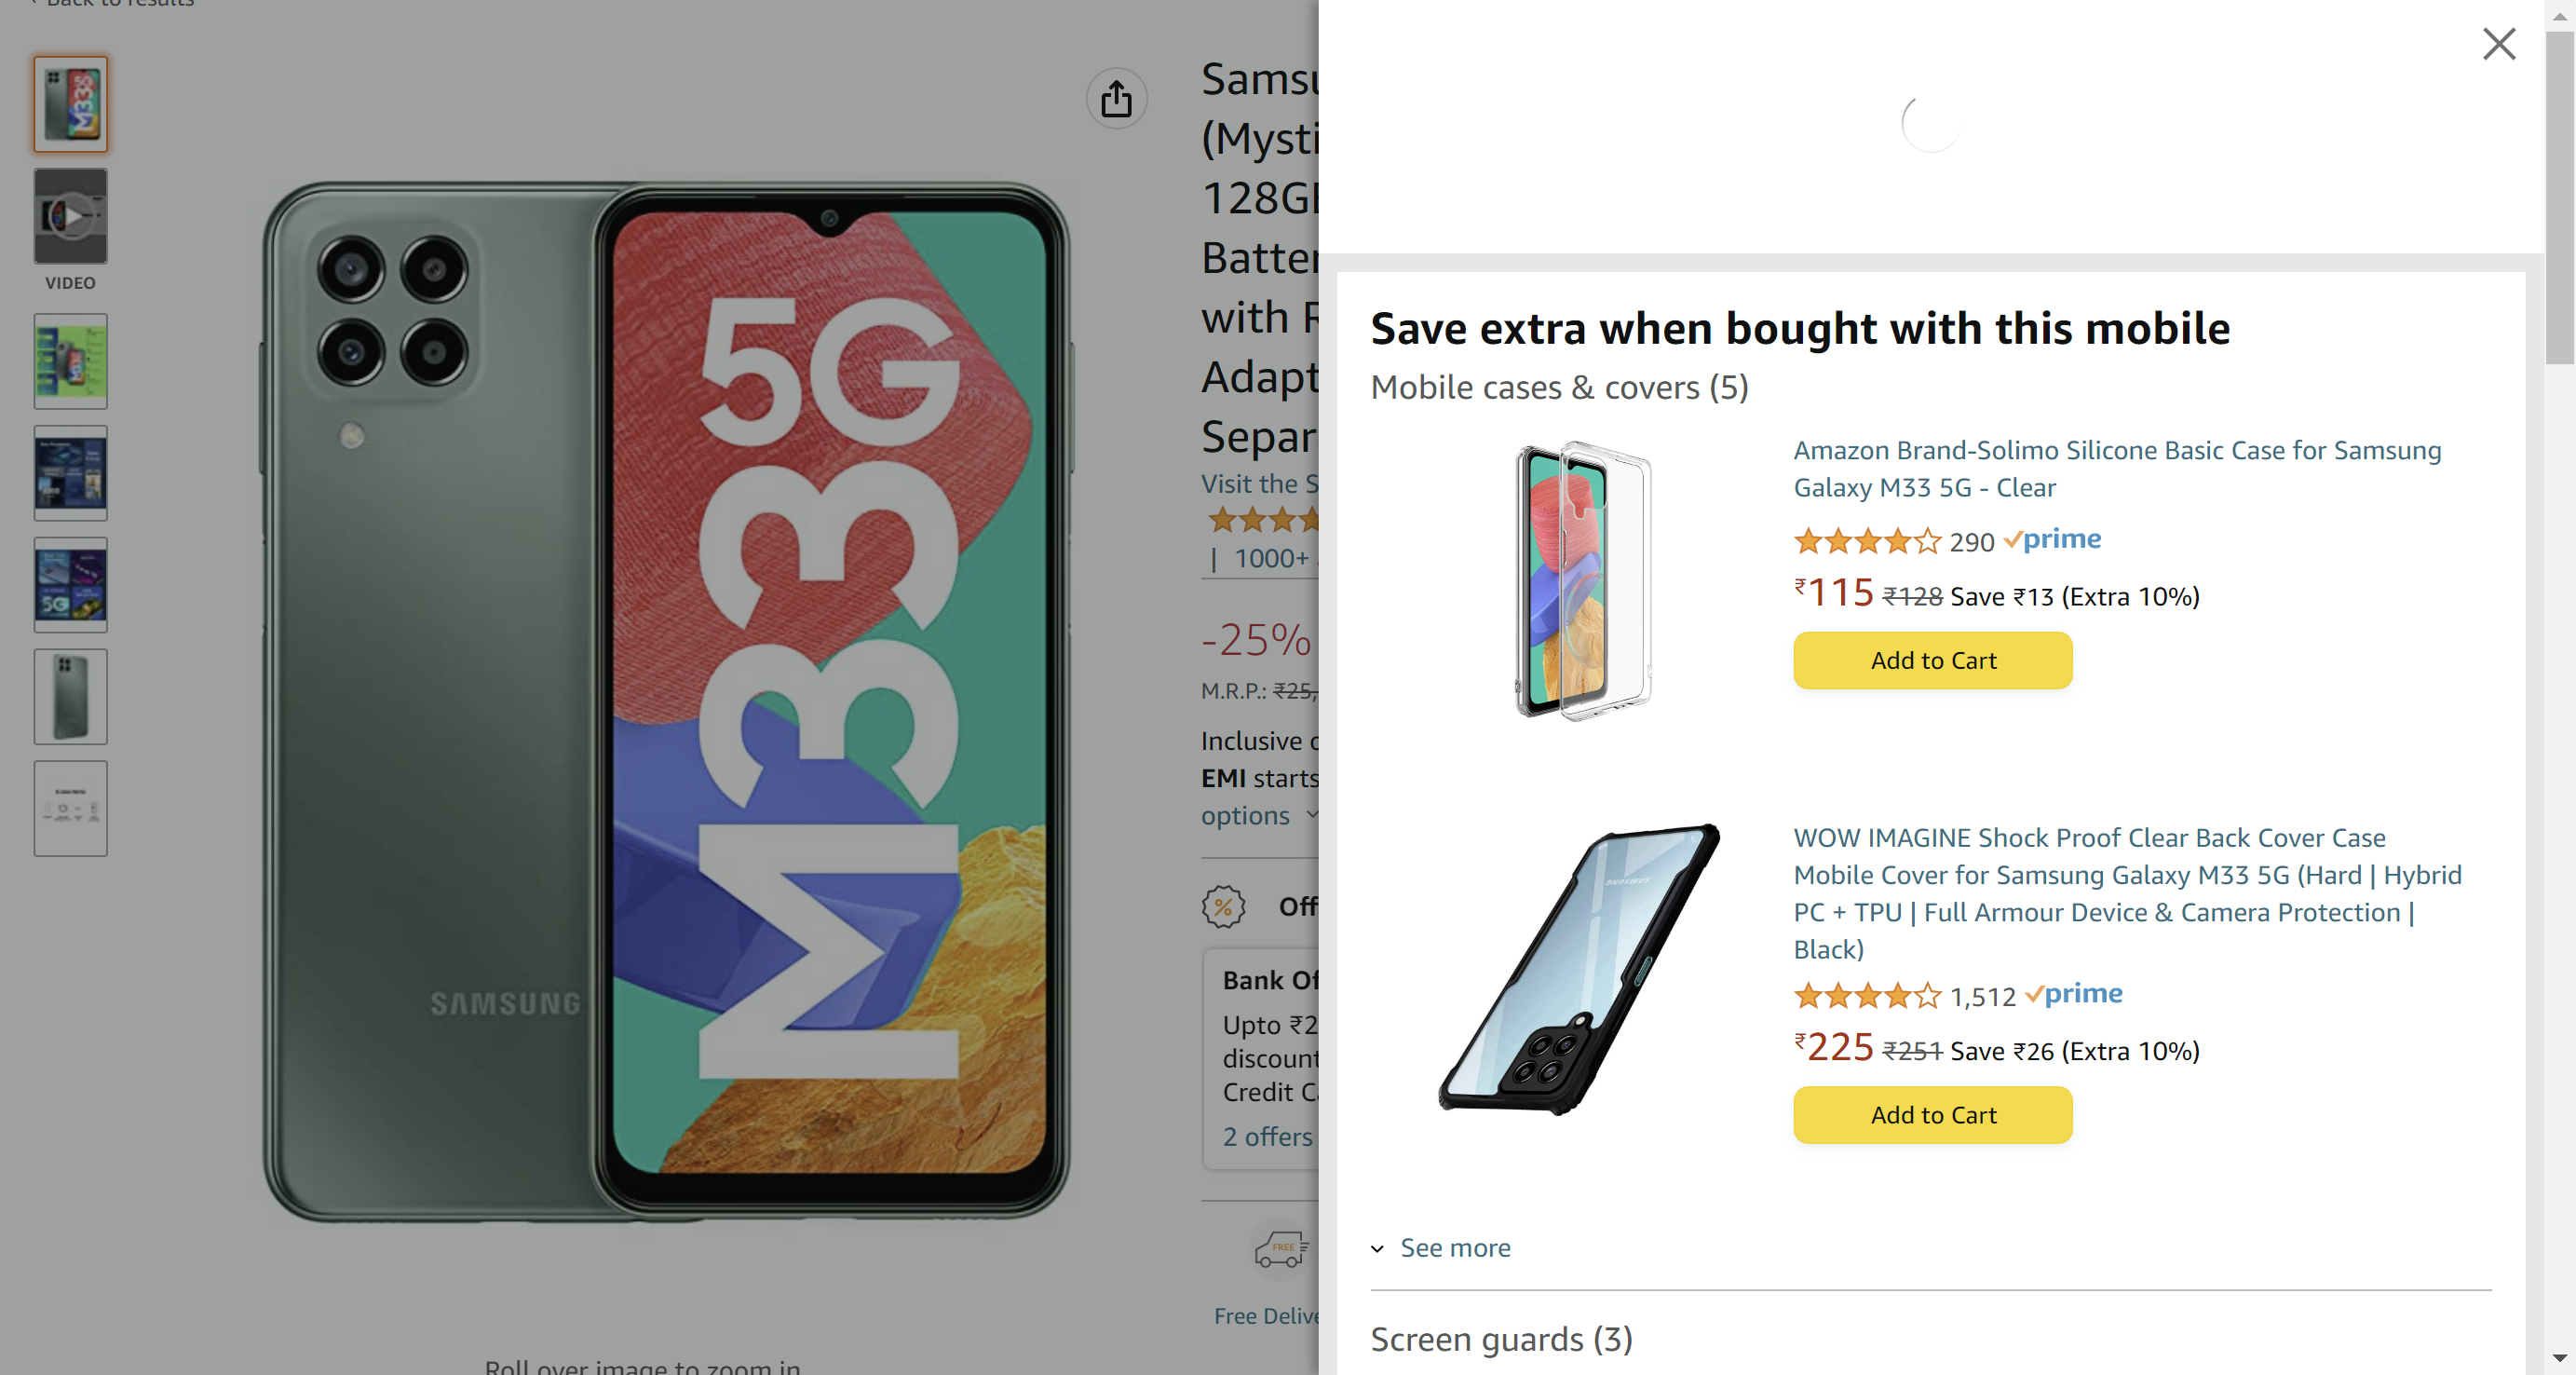 Back to results
VIDEO
M33 5G
SAMSUNG
Roll over image to zoom in
Samsu
(Mysti
128G
Batter
with R
Adapt
Separ
Visit the S
| 1000+
-25%
M.R.P.: ₹25,
Inclusive o
EMI starts
options
Off
Bank Of
Upto ₹2
discount
Credit Ca
2 offers
FREE
Free Delive
Save extra when bought with this mobile
Mobile cases & covers (5)
Amazon Brand-Solimo Silicone Basic Case for Samsung
Galaxy M33 5G - Clear
290 prime
₹115 ₹128 Save ₹13 (Extra 10%)
Add to Cart
WOW IMAGINE Shock Proof Clear Back Cover Case
Mobile Cover for Samsung Galaxy M33 5G (Hard | Hybrid
PC + TPU | Full Armour Device & Camera Protection |
Black)
1,512 prime
₹225 ₹251 Save ₹26 (Extra 10%)
Add to Cart
See more
Screen guards (3)